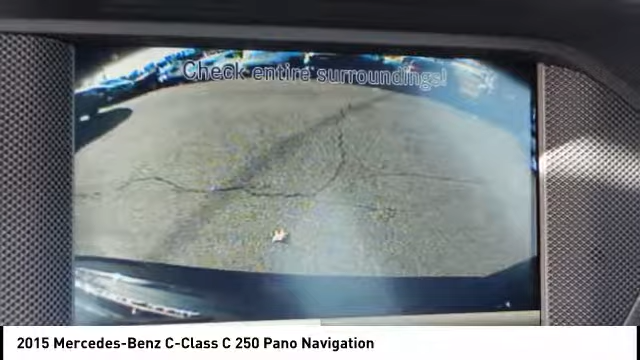 Check entire surroundings!
2015 Mercedes-Benz C-Class C 250 Pano Navigation